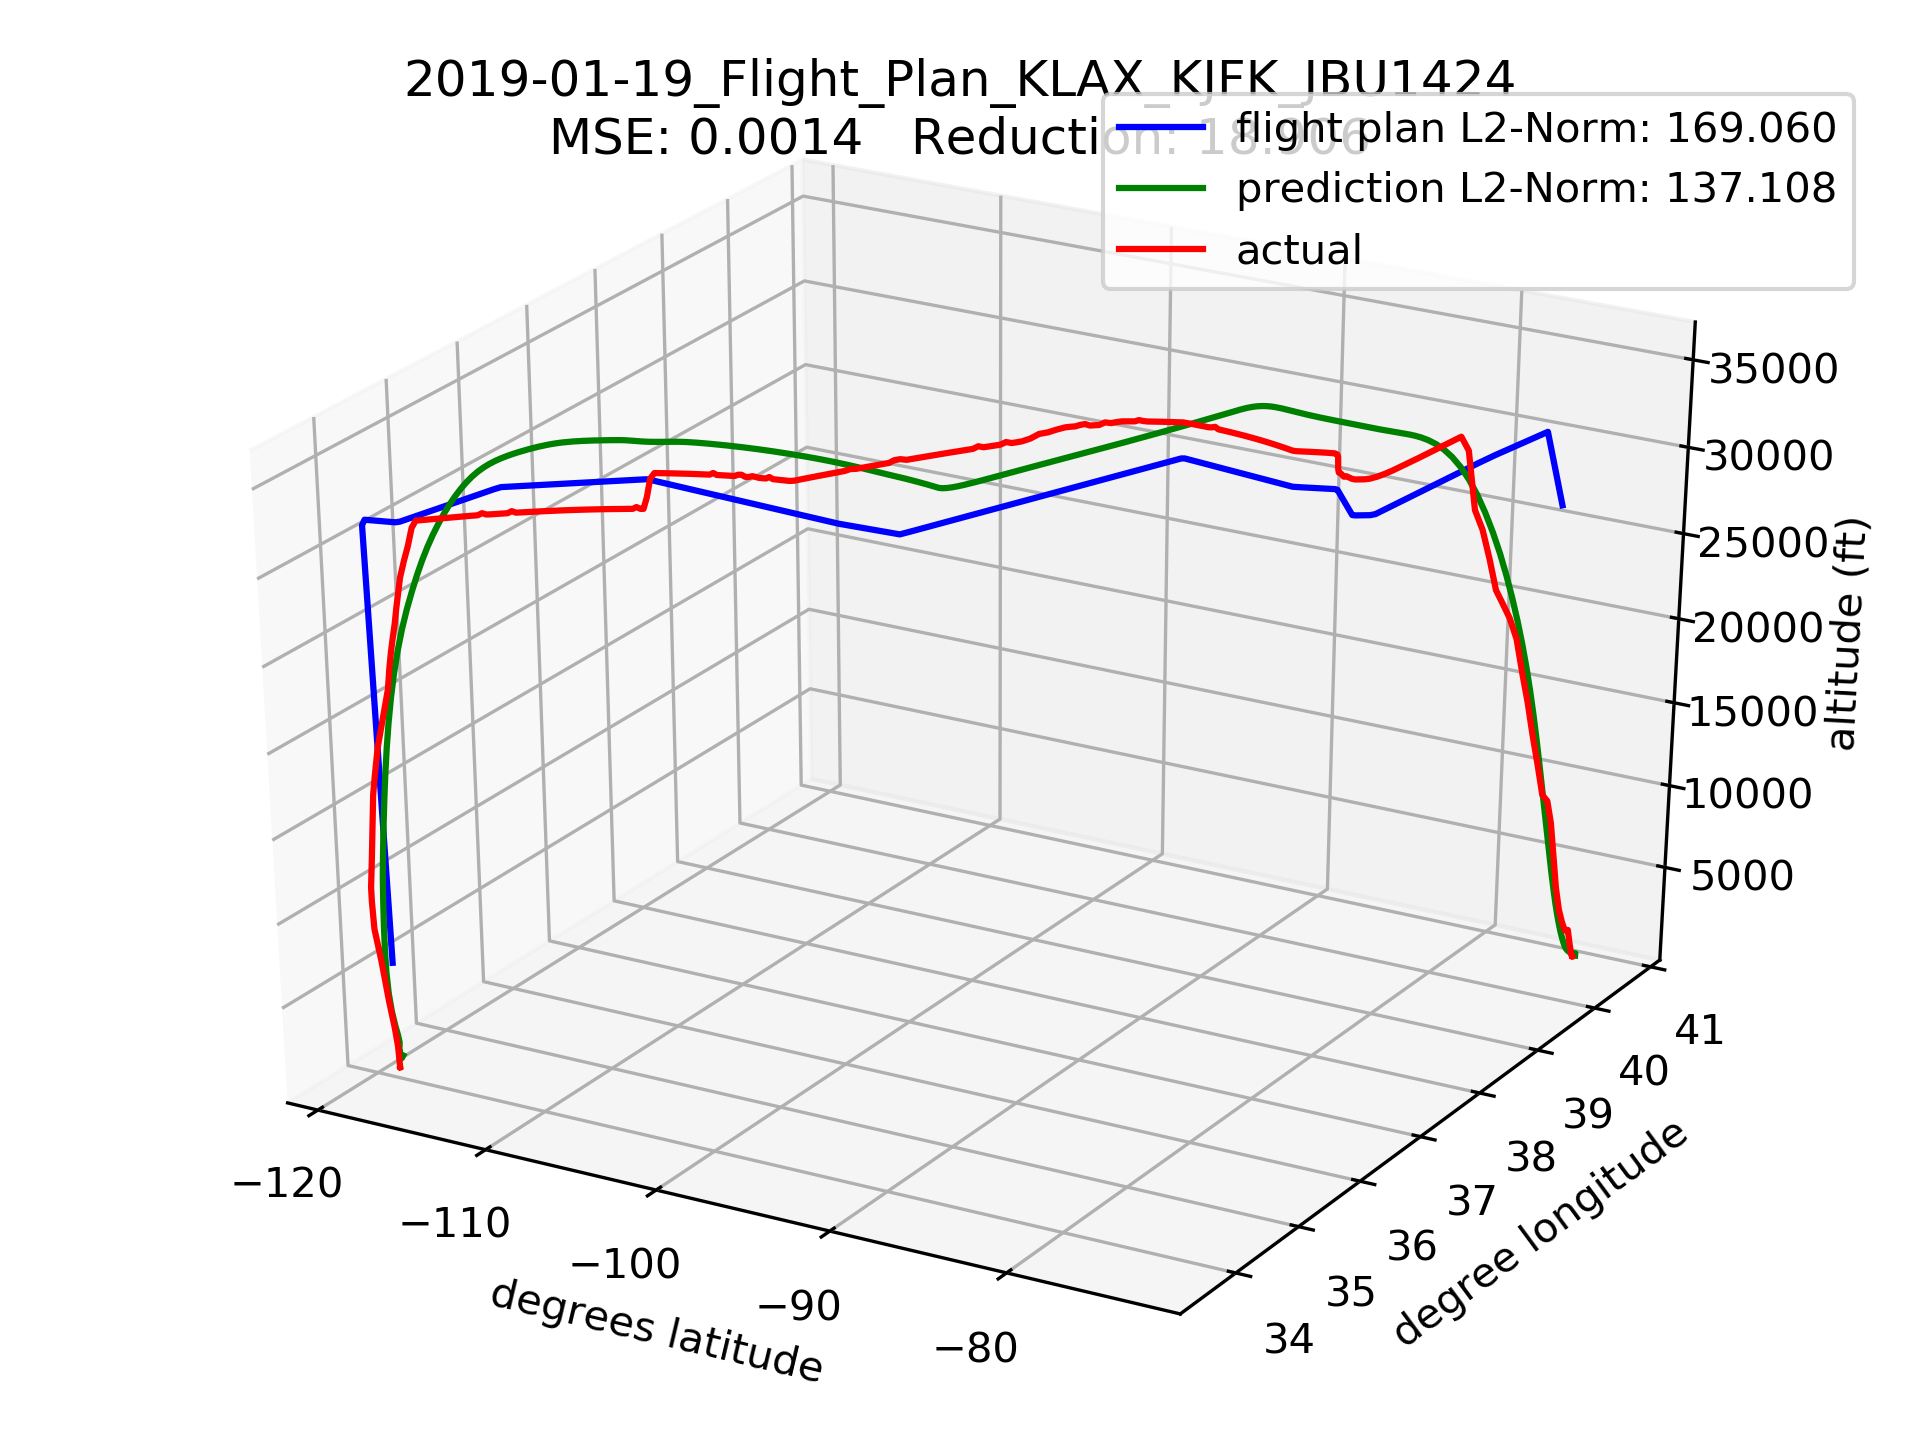 2019-01-19_Flight_Plan_KLAX_KJFK_JBU1424
MSE: 0.0014   Reduction: 18.906
flight plan L2-Norm: 169.060
prediction L2-Norm: 137.108
actual
35000
30000
25000
20000
15000
10000
5000
altitude (ft)
−120
−110
−100
−90
−80
degrees latitude
34
35
36
37
38
39
40
41
degree longitude